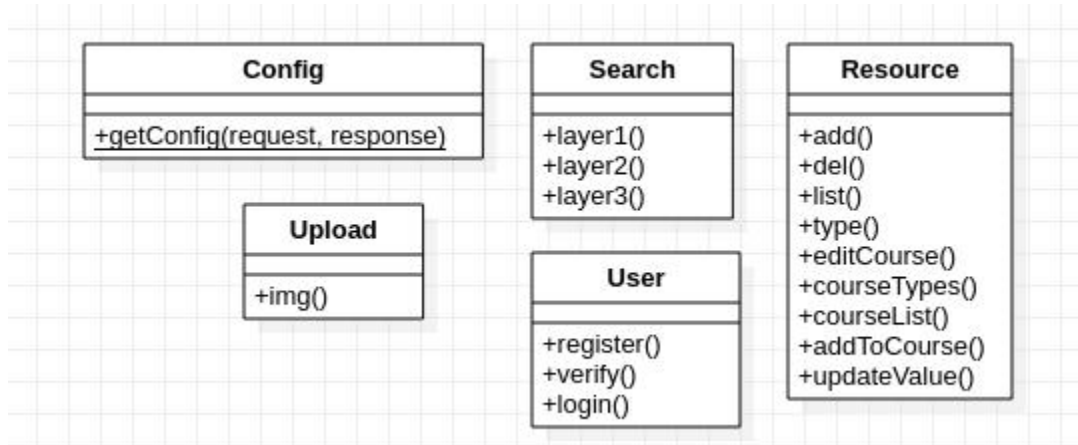 Config
+getConfig(request, response)
Upload
+img()
Search
+layer1()
+layer2()
+layer3()
User
+register()
+verify()
+login()
Resource
+add()
+del()
+list()
+type()
+editCourse()
+courseTypes()
+courseList()
+addToCourse()
+updateValue()